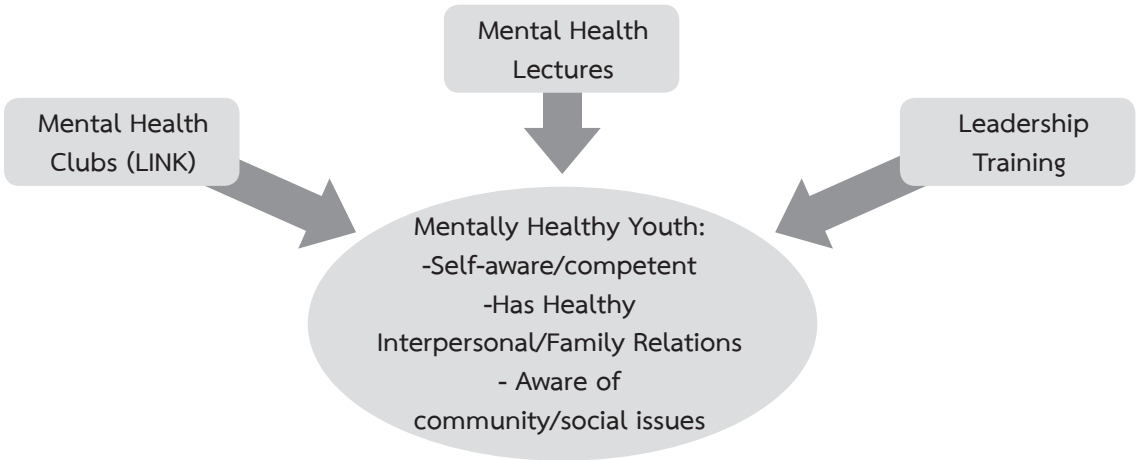 Mental Health
Lectures
Mental Health
Clubs (LINK)
Leadership
Training
Mentally Healthy Youth:
-Self-aware/competent
-Has Healthy
Interpersonal/Family Relations
- Aware of
community/social issues